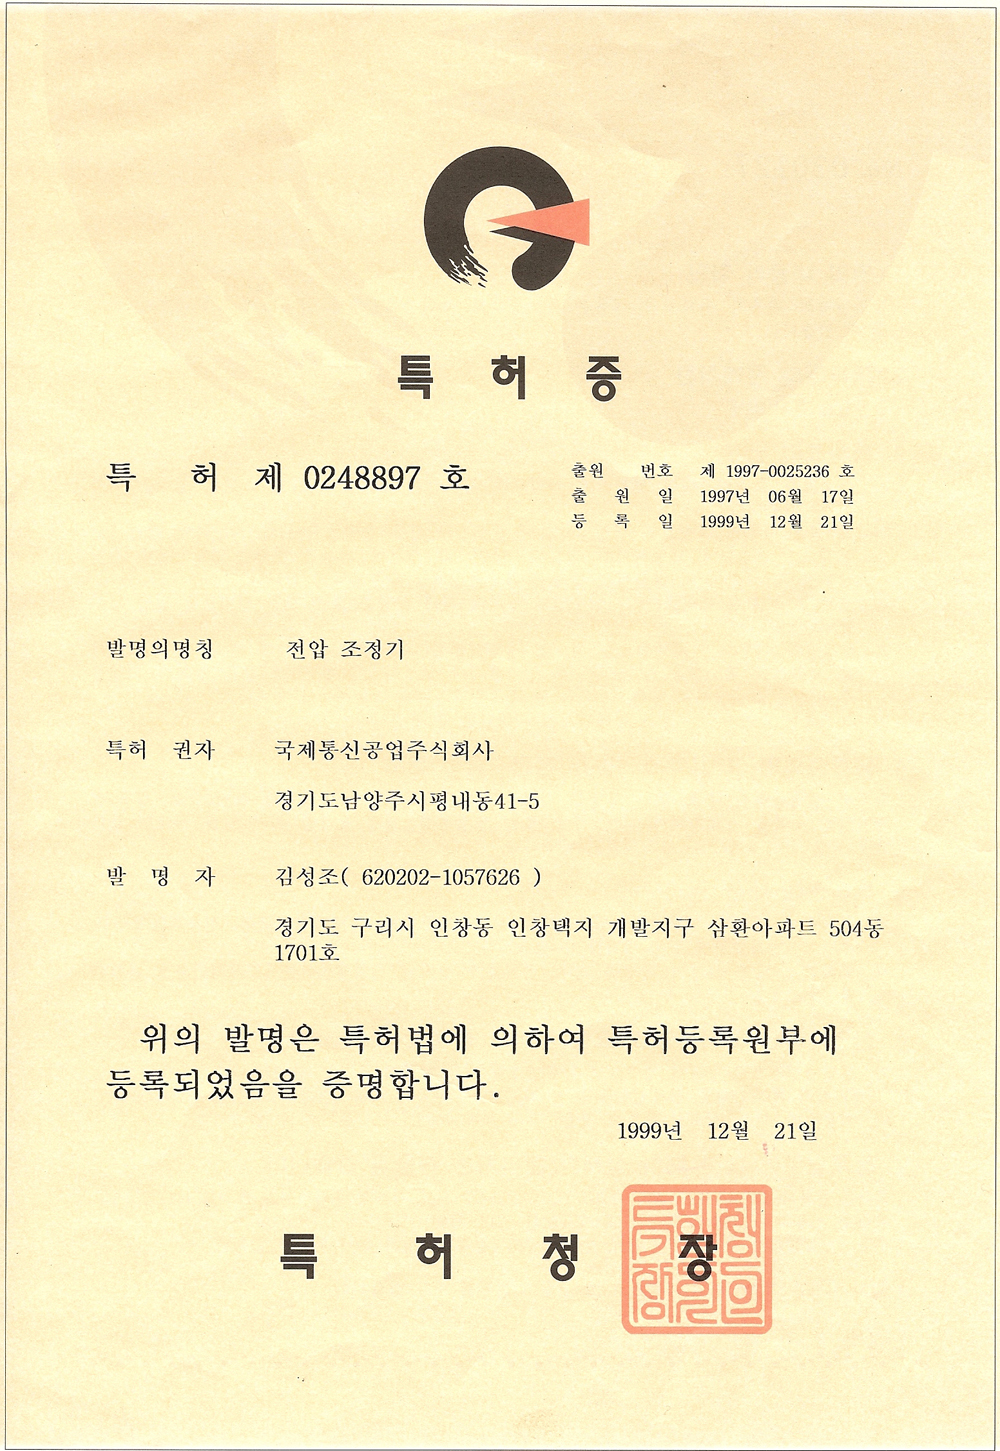 특 허 증
특 허 제 0248897 호
출원 번호 제 1997-0025236 호
출 원 일 1997년 06월 17일
등 록 일 1999년 12월 21일
발명의명칭 전압 조정기
특허 권자 국제통신공업주식회사
경기도남양주시평내동41-5
발 명 자 김성조( 620202-1057626 )
경기도 구리시 인창동 인창택지 개발지구 삼환아파트 504동
1701호
위의 발명은 특허법에 의하여 특허등록원부에
등록되었음을 증명합니다.
1999년 12월 21일
특 허 청 장